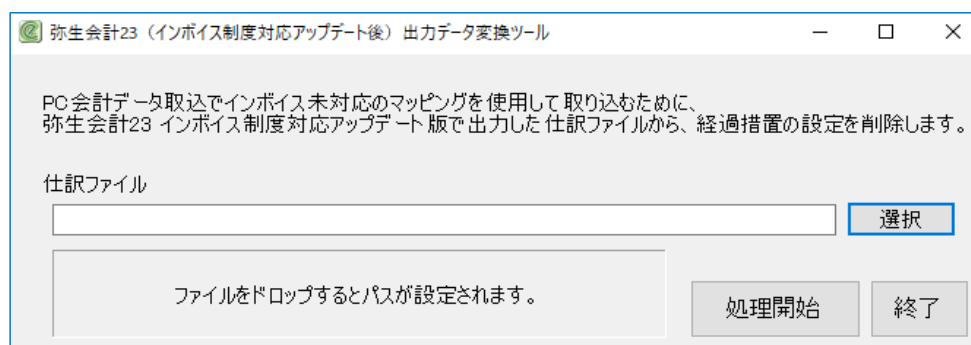 弥生会計23（インボイス制度対応アップデート後）出力データ変換ツール
PC会計データ取込でインボイス未対応のマッピングを使用して取り込むために、
弥生会計23 インボイス制度対応アップデート版で出力した仕訳ファイルから、経過措置の設定を削除します。
仕訳ファイル
選択
ファイルをドロップするとパスが設定されます。
処理開始
終了